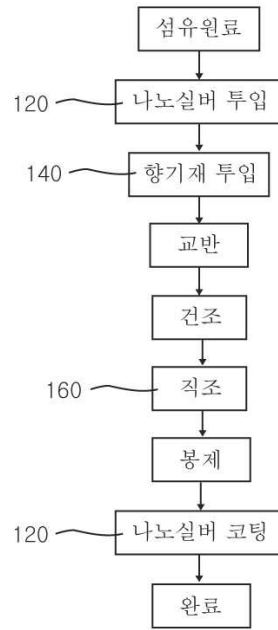 섬유원료
120 나노실버 투입
140 향기재 투입
교반
건조
160 직조
봉제
120 나노실버 코팅
완료